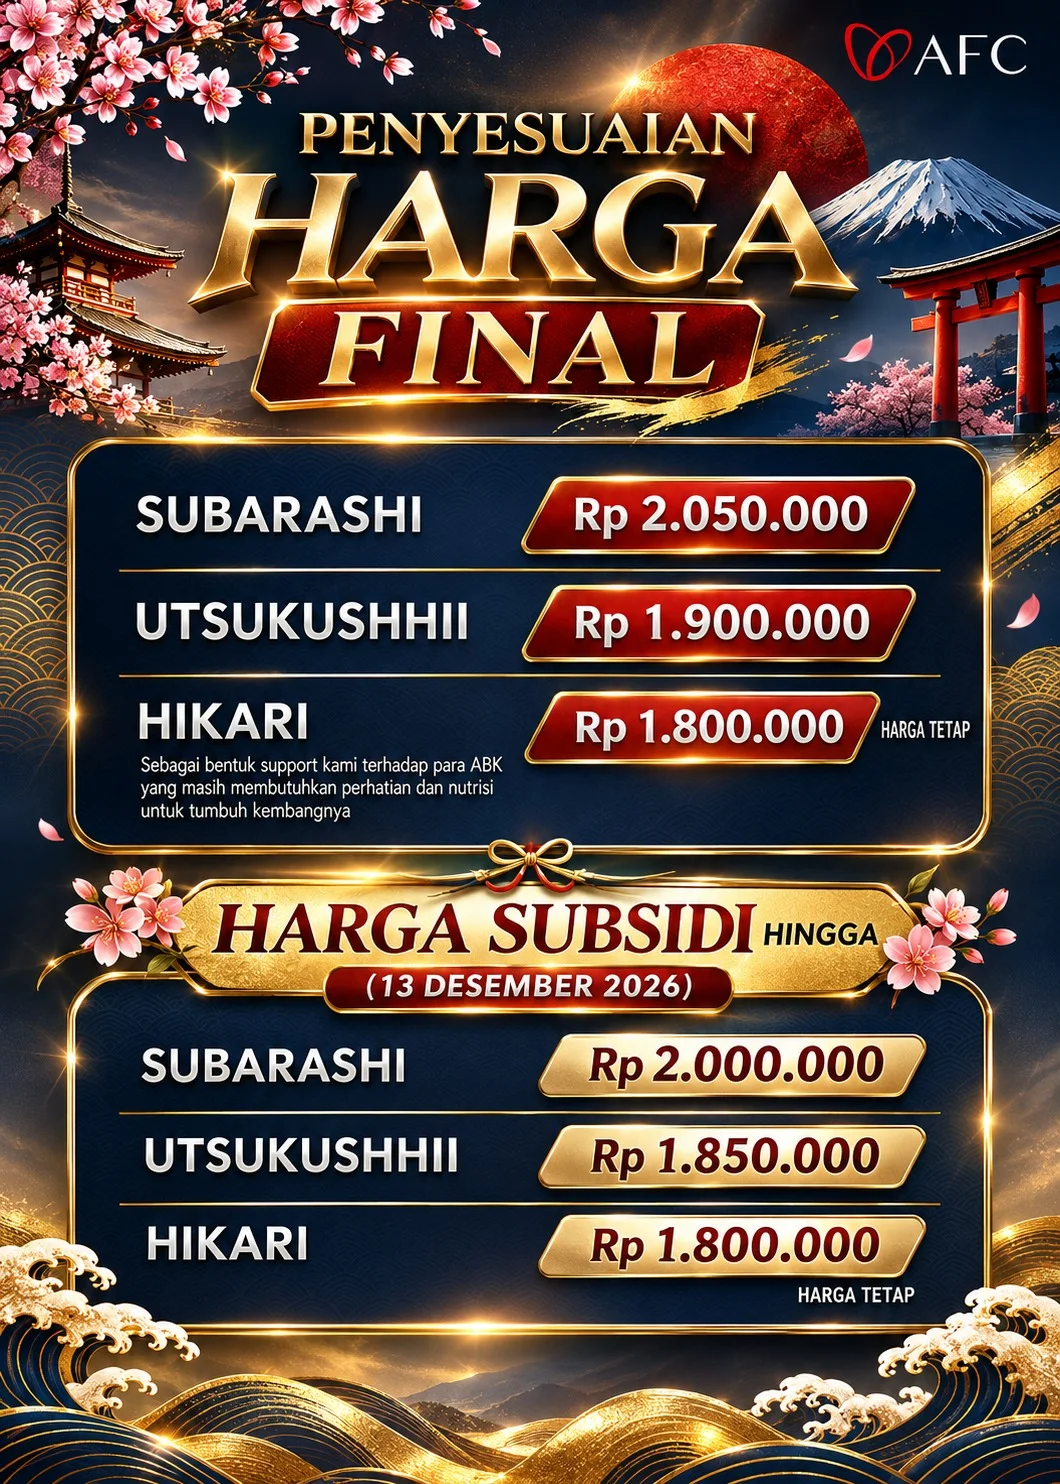 AFC
PENYESUAIAN
HARGA
FINAL
SUBARASHI Rp 2.050.000
UTSUKUSHHII Rp 1.900.000
HIKARI Rp 1.800.000 HARGA TETAP
Sebagai bentuk support kami terhadap para ABK
yang masih membutuhkan perhatian dan nutrisi
untuk tumbuh kembangnya
HARGA SUBSIDI HINGGA
(13 DESEMBER 2026)
SUBARASHI Rp 2.000.000
UTSUKUSHHII Rp 1.850.000
HIKARI Rp 1.800.000
HARGA TETAP